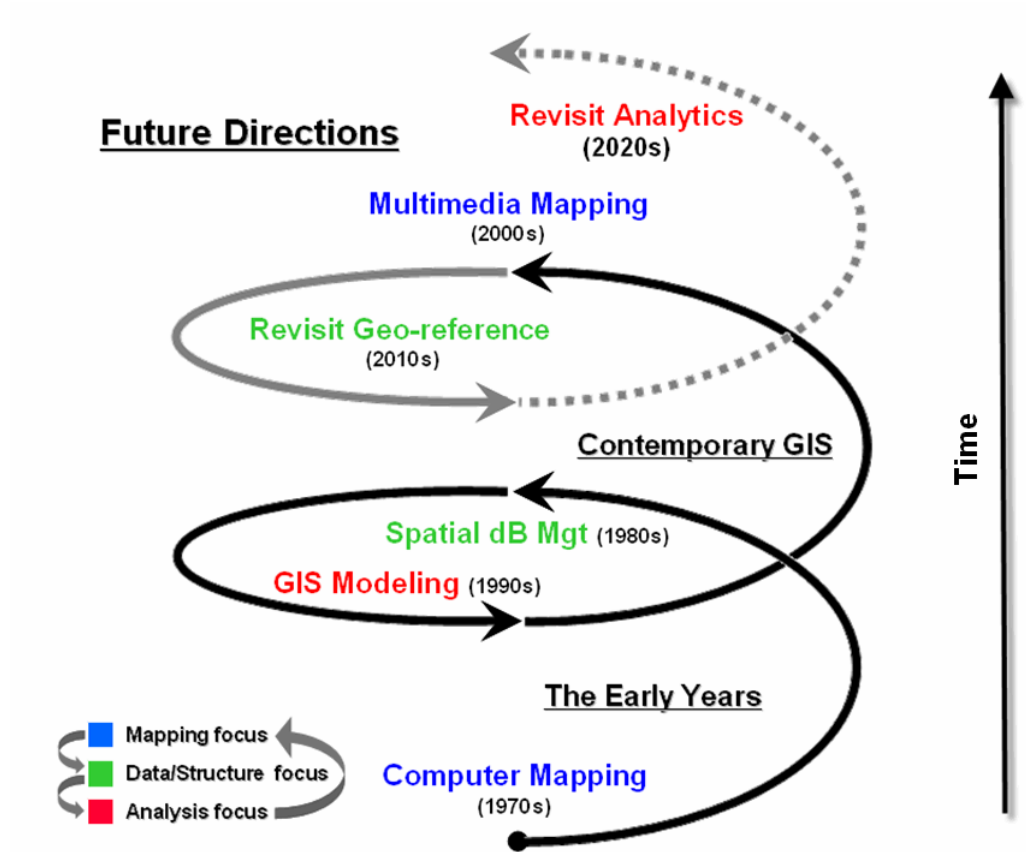 Revisit Analytics
(2020s)
Future Directions
Multimedia Mapping
(2000s)
Revisit Geo-reference
(2010s)
Contemporary GIS
Time
Spatial dB Mgt (1980s)
GIS Modeling (1990s)
The Early Years
Mapping focus
Data/Structure focus
Analysis focus
Computer Mapping
(1970s)